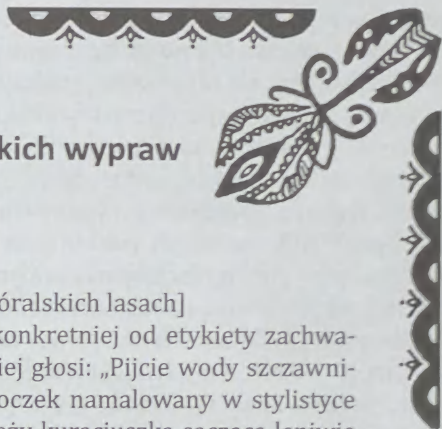 kich wypraw
óralskich lasach]
konkretniej od etykiety zachwa-
iej głosi: „Pijcie wody szczawni-
oczek namalowany w stylistyce